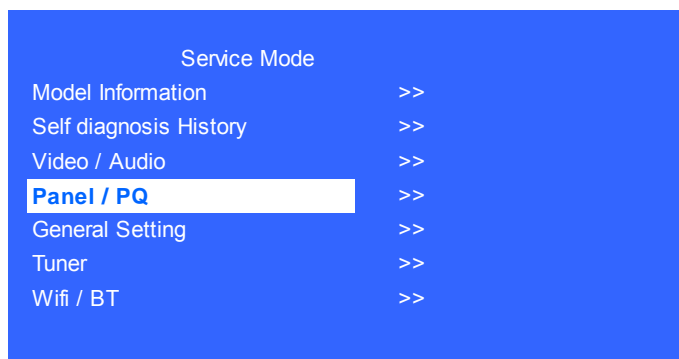 Service Mode
Model Information >>
Self diagnosis History >>
Video / Audio >>
Panel / PQ >>
General Setting >>
Tuner >>
Wifi / BT >>